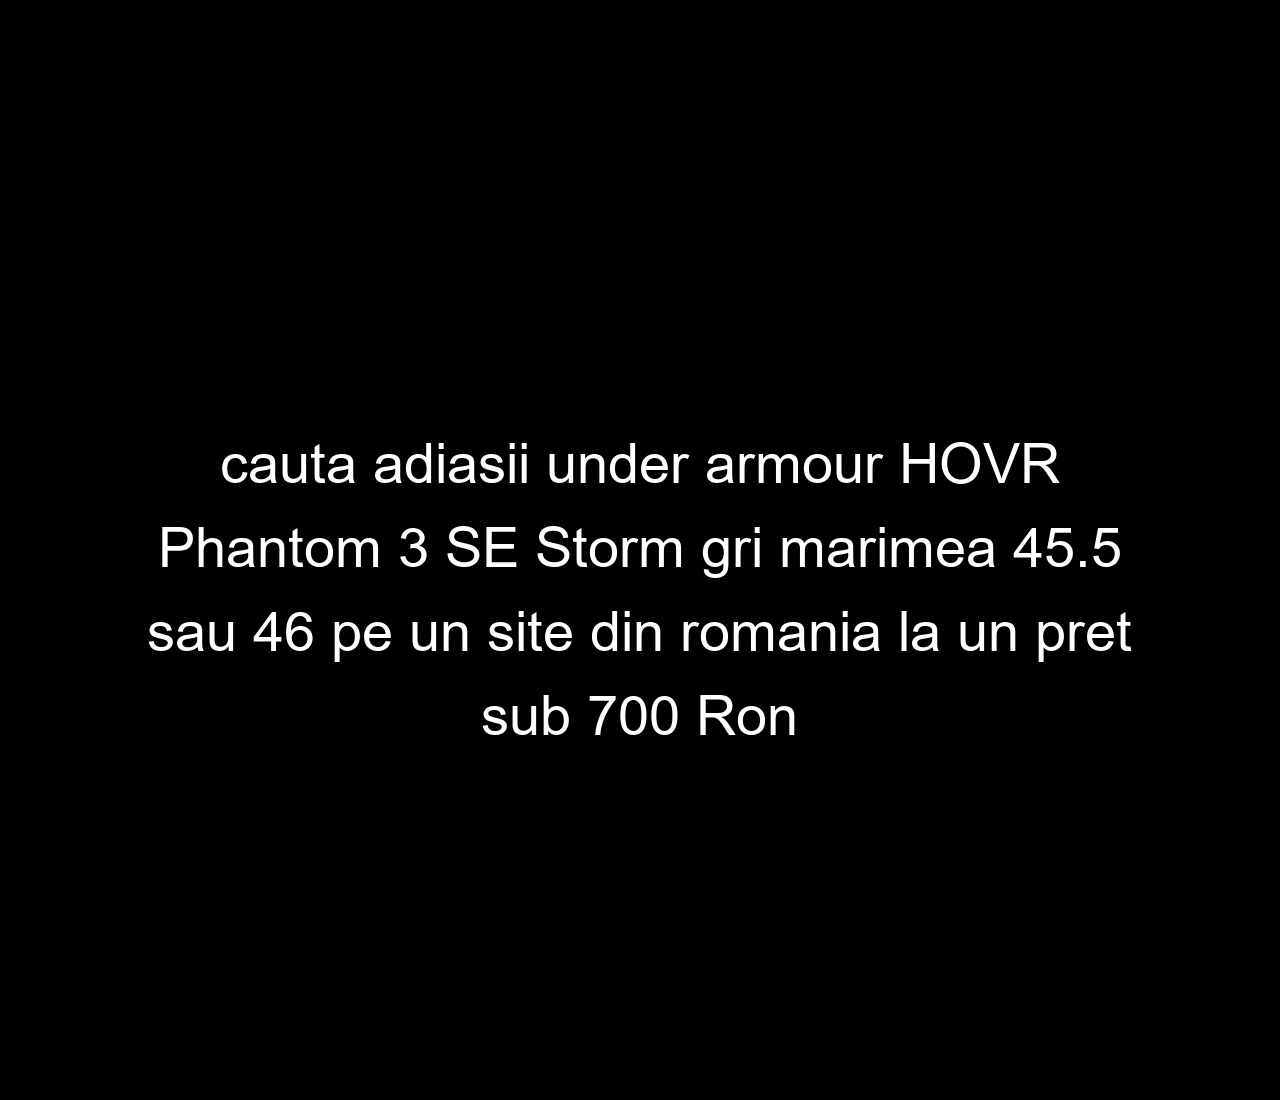 cauta adiasii under armour HOVR
Phantom 3 SE Storm gri marimea 45.5
sau 46 pe un site din romania la un pret
sub 700 Ron